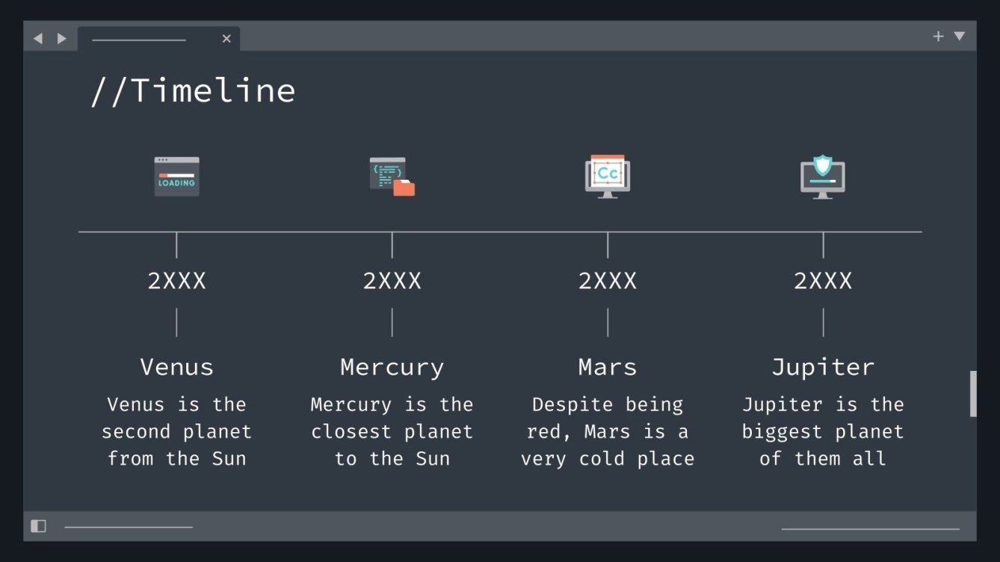 //Timeline
LOADING
Cc
2XXX
2XXX
2XXX
2XXX
Venus
Venus is the
second planet
from the Sun
Mercury
Mercury is the
closest planet
to the Sun
Mars
Despite being
red, Mars is a
very cold place
Jupiter
Jupiter is the
biggest planet
of them all